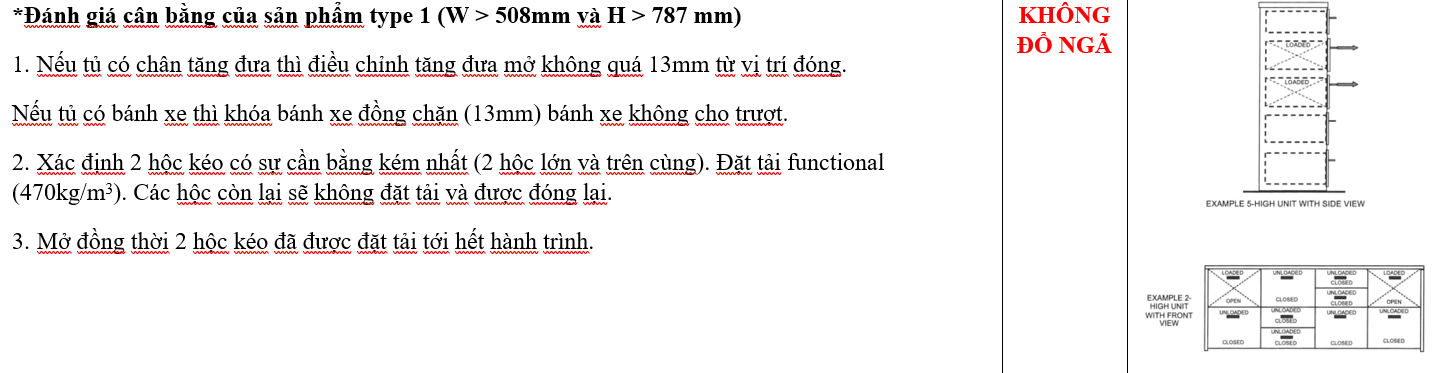 *Đánh giá cân bằng của sản phẩm type 1 (W > 508mm và H > 787 mm)
1. Nếu tủ có chân tăng đưa thì điều chỉnh tăng đưa mở không quá 13mm từ vị trí đóng.
Nếu tủ có bánh xe thì khóa bánh xe đồng chặn (13mm) bánh xe không cho trượt.
2. Xác định 2 hộc kéo có sự cần bằng kém nhất (2 hộc lớn và trên cùng). Đặt tải functional
(470kg/m³). Các hộc còn lại sẽ không đặt tải và được đóng lại.
3. Mở đồng thời 2 hộc kéo đã được đặt tải tới hết hành trình.
KHÔNG
ĐỔ NGÃ
LOADED
LOADED
EXAMPLE 5-HIGH UNIT WITH SIDE VIEW
EXAMPLE 2-
HIGH UNIT
WITH FRONT
VIEW
LOADED UNLOADED UNLOADED LOADED
CLOSED
UNLOADED
OPEN CLOSED CLOSED OPEN
UNLOADED UNLOADED UNLOADED UNLOADED
CLOSED
UNLOADED
CLOSED CLOSED CLOSED CLOSED